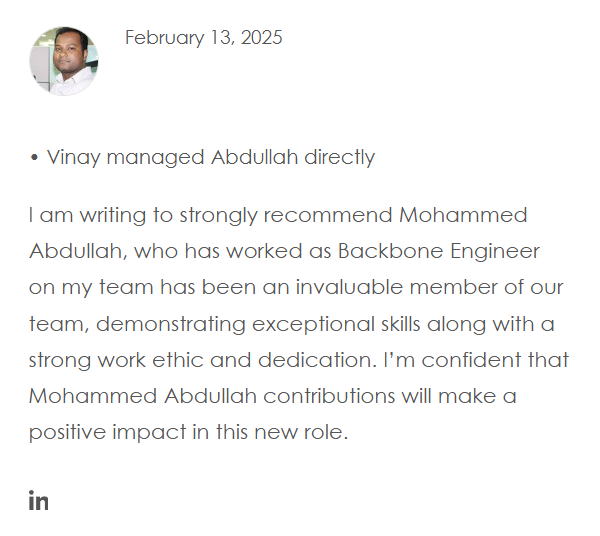 February 13, 2025
• Vinay managed Abdullah directly
I am writing to strongly recommend Mohammed
Abdullah, who has worked as Backbone Engineer
on my team has been an invaluable member of our
team, demonstrating exceptional skills along with a
strong work ethic and dedication. I’m confident that
Mohammed Abdullah contributions will make a
positive impact in this new role.
in